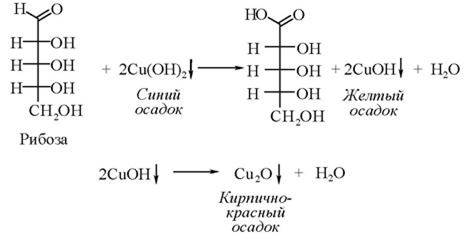 H O HO O
H OH H OH
H OH + 2Cu(OH)₂↓ → H OH + 2CuOH↓ + H₂O
H OH H OH
CH₂OH Синий осадок CH₂OH Желтый осадок
Рибоза
2CuOH↓ → Cu₂O↓ + H₂O
Кирпично-
красный
осадок